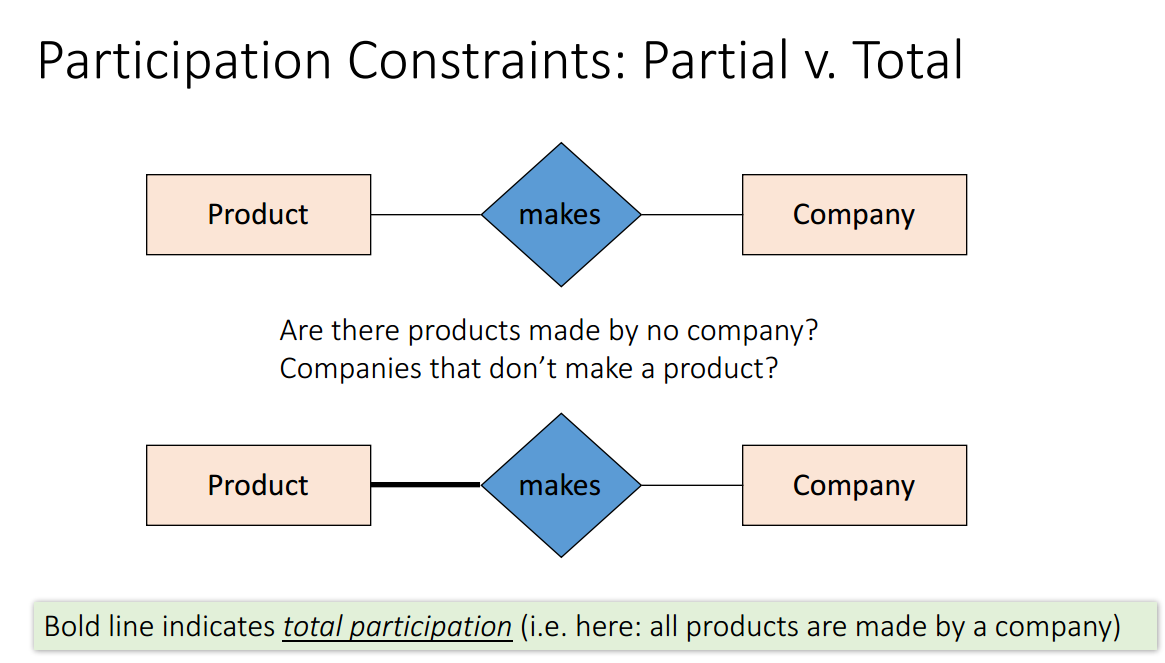 Participation Constraints: Partial v. Total
Product makes Company
Are there products made by no company?
Companies that don’t make a product?
Product makes Company
Bold line indicates total participation (i.e. here: all products are made by a company)